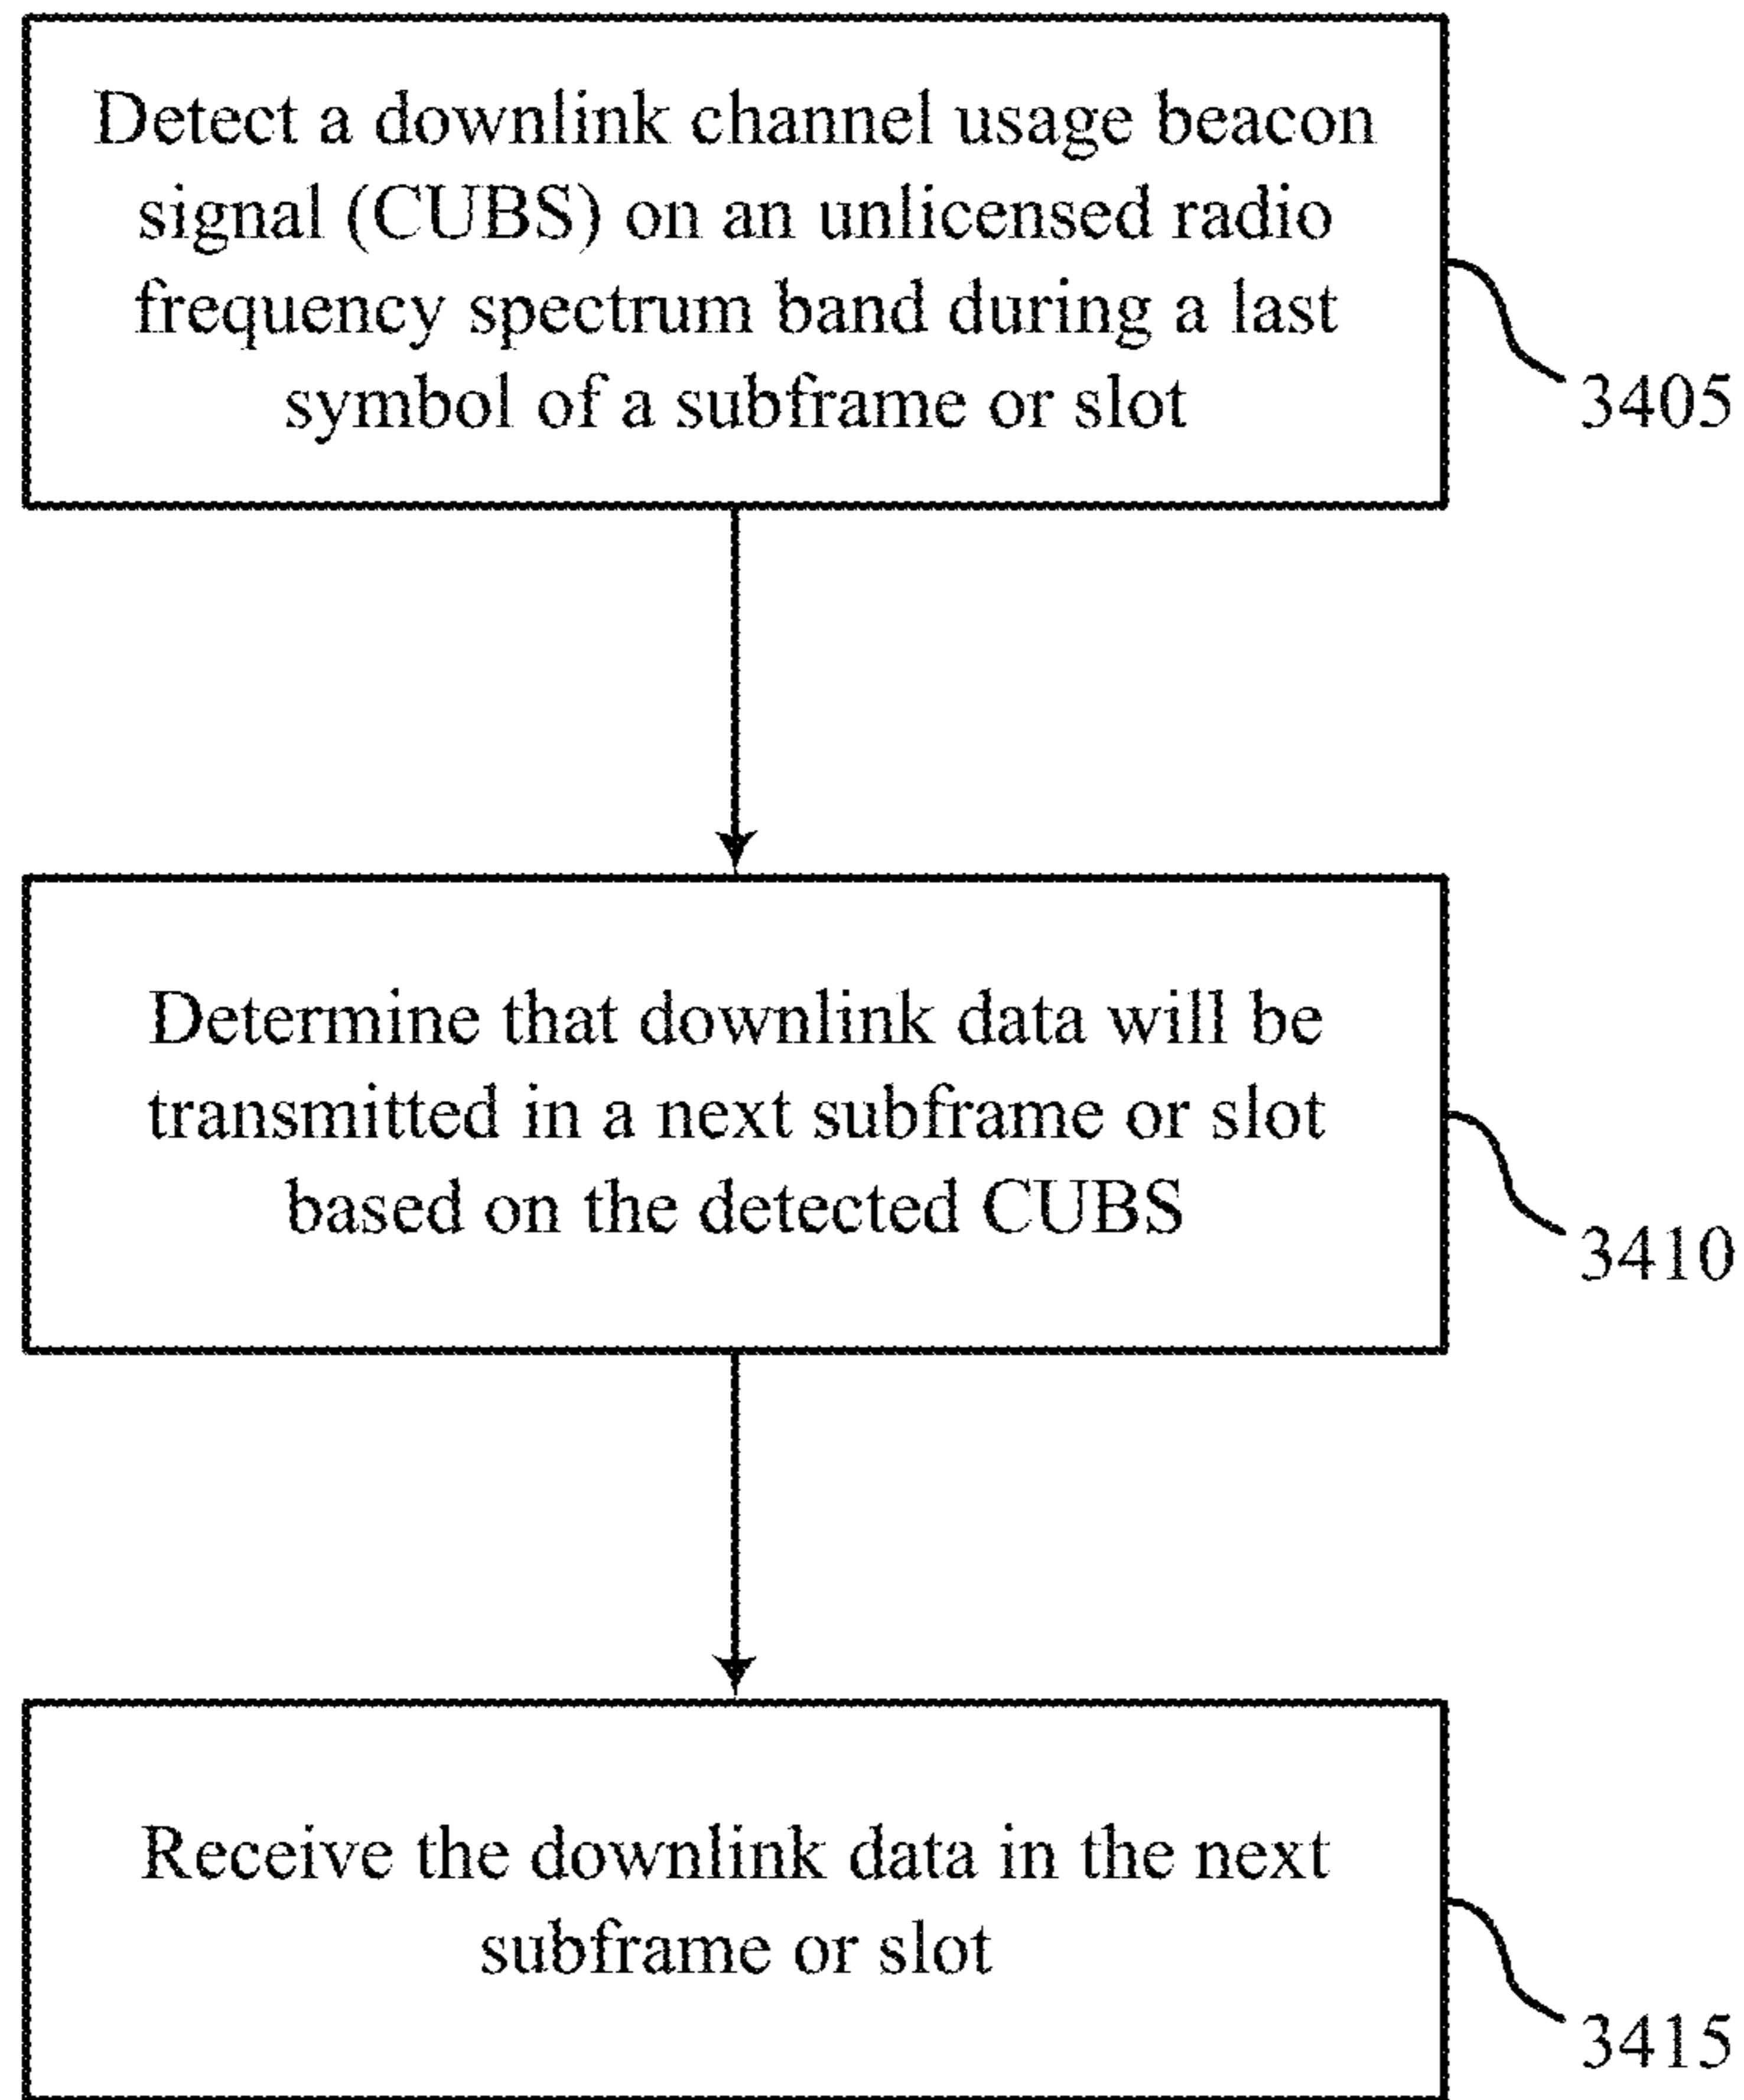 Detect a downlink channel usage beacon
signal (CUBS) on an unlicensed radio
frequency spectrum band during a last
symbol of a subframe or slot
3405
Determine that downlink data will be
transmitted in a next subframe or slot
based on the detected CUBS
3410
Receive the downlink data in the next
subframe or slot
3415